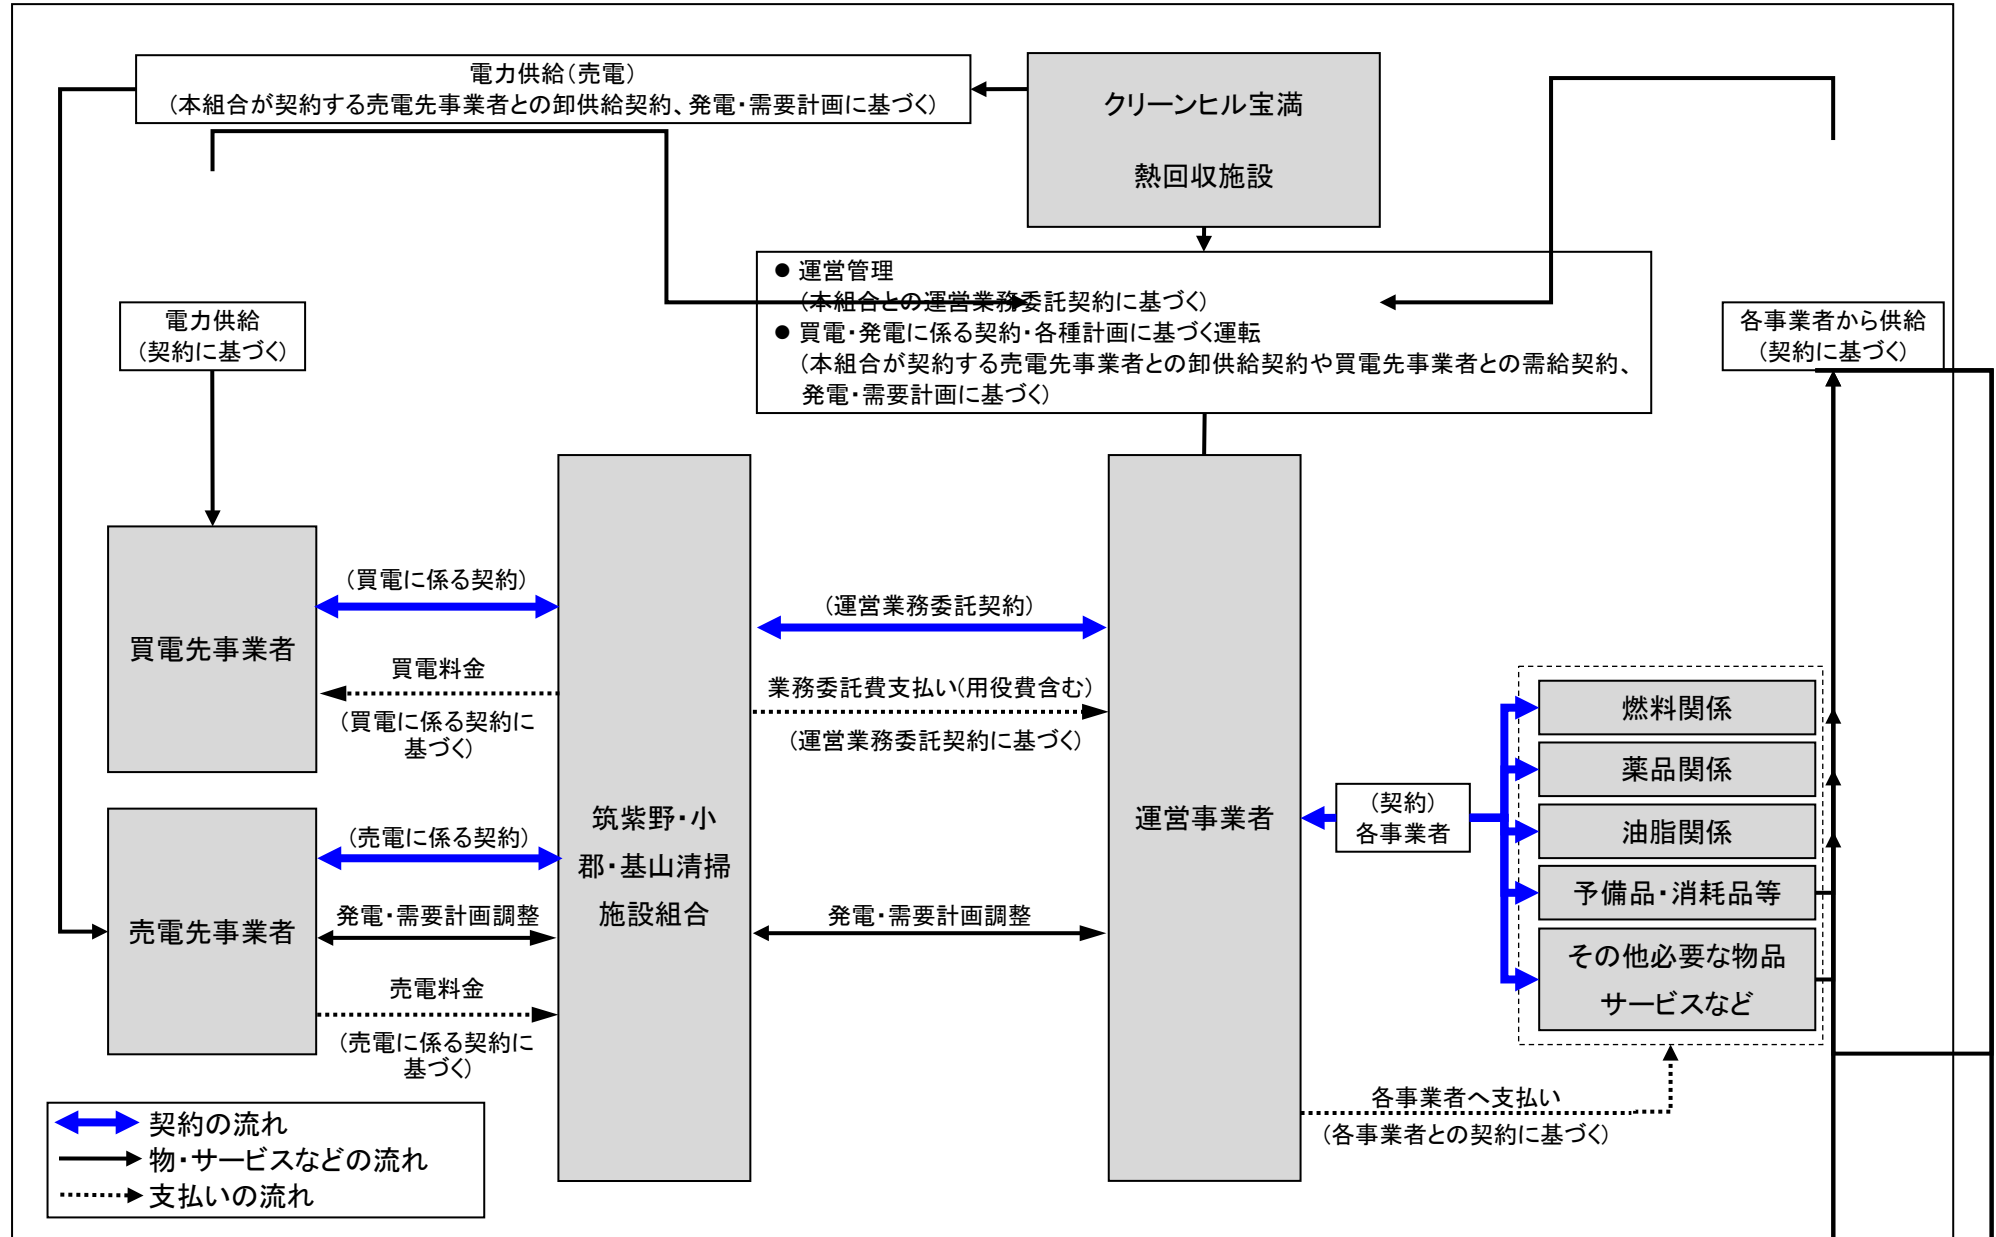 電力供給(売電)
(本組合が契約する売電先事業者との卸供給契約、発電・需要計画に基づく)
クリーンヒル宝満
熱回収施設
● 運営管理
(本組合との運営業務委託契約に基づく)
● 買電・発電に係る契約・各種計画に基づく運転
(本組合が契約する売電先事業者との卸供給契約や買電先事業者との需給契約、
発電・需要計画に基づく)
電力供給
(契約に基づく)
各事業者から供給
(契約に基づく)
買電先事業者
(買電に係る契約)
買電料金
(買電に係る契約に
基づく)
売電先事業者
(売電に係る契約)
発電・需要計画調整
売電料金
(売電に係る契約に
基づく)
筑紫野・小
郡・基山清掃
施設組合
(運営業務委託契約)
業務委託費支払い(用役費含む)
(運営業務委託契約に基づく)
発電・需要計画調整
運営事業者
(契約)
各事業者
燃料関係
薬品関係
油脂関係
予備品・消耗品等
その他必要な物品
サービスなど
各事業者へ支払い
(各事業者との契約に基づく)
契約の流れ
物・サービスなどの流れ
支払いの流れ